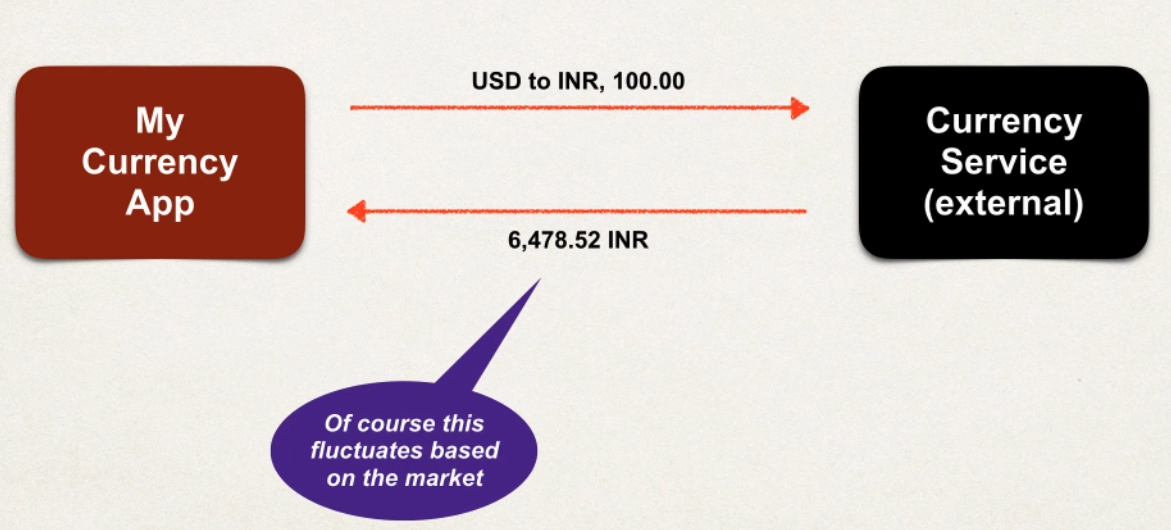 USD to INR, 100.00
My
Currency
App
Currency
Service
(external)
6,478.52 INR
Of course this
fluctuates based
on the market